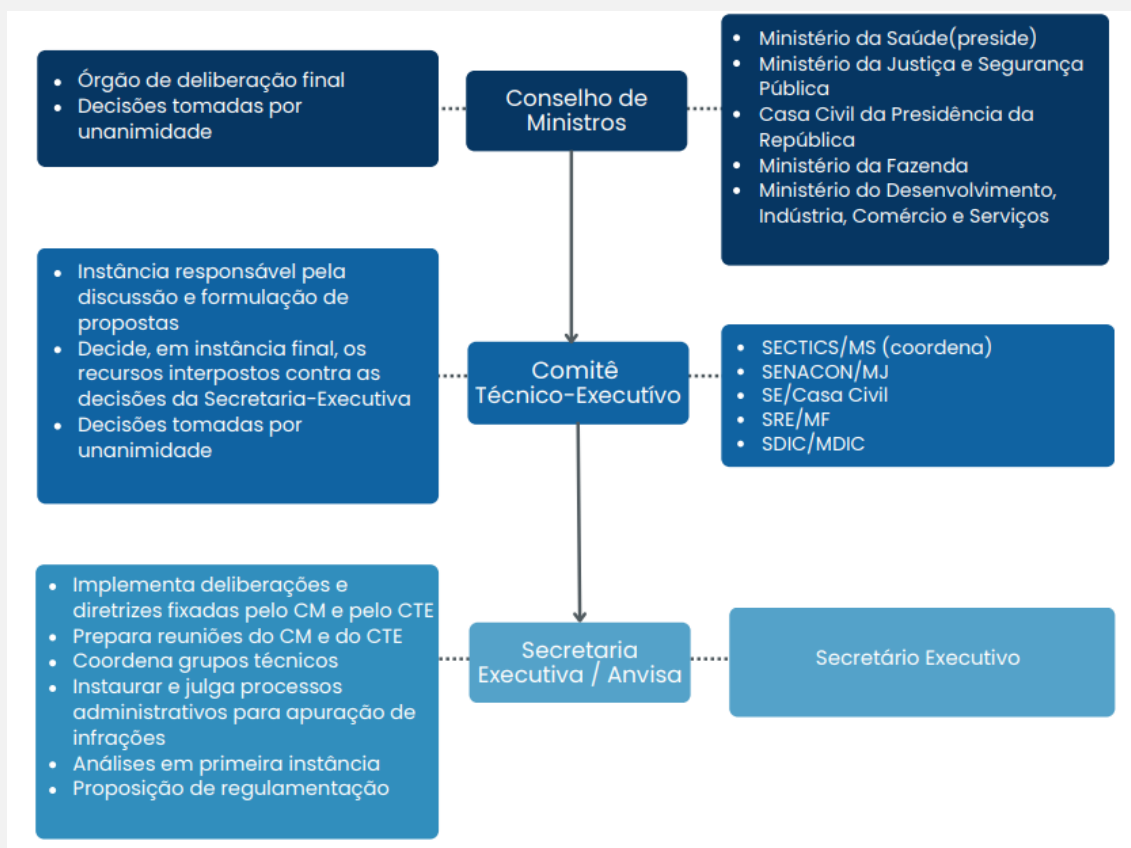 • Órgão de deliberação final
• Decisões tomadas por
unanimidade
Conselho de
Ministros
• Ministério da Saúde(preside)
• Ministério da Justiça e Segurança
Pública
• Casa Civil da Presidência da
República
• Ministério da Fazenda
• Ministério do Desenvolvimento,
Indústria, Comércio e Serviços
• Instância responsável pela
discussão e formulação de
propostas
• Decide, em instância final, os
recursos interpostos contra as
decisões da Secretaria-Executiva
• Decisões tomadas por
unanimidade
Comitê
Técnico-Executívo
• SECTICS/MS (coordena)
• SENACON/MJ
• SE/Casa Civil
• SRE/MF
• SDIC/MDIC
• Implementa deliberações e
diretrizes fixadas pelo CM e pelo CTE
• Prepara reuniões do CM e do CTE
• Coordena grupos técnicos
• Instaurar e julga processos
administrativos para apuração de
infrações
• Análises em primeira instância
• Proposição de regulamentação
Secretaria
Executiva / Anvisa
Secretário Executivo